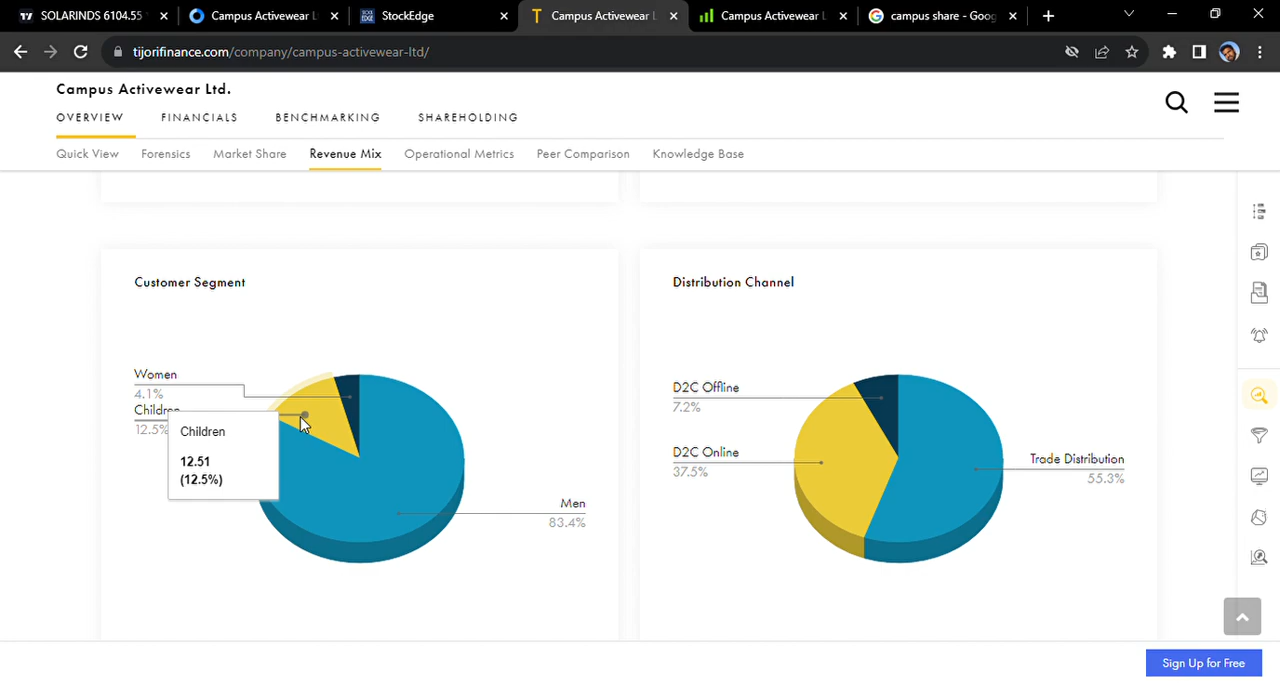 SOLARINDS 6104.55
Campus Activewear L
StockEdge
Campus Activewear L
Campus Activewear L
campus share - Goog
tijorifinance.com/company/campus-activewear-ltd/
Campus Activewear Ltd.
OVERVIEW FINANCIALS BENCHMARKING SHAREHOLDING
Quick View Forensics Market Share Revenue Mix Operational Metrics Peer Comparison Knowledge Base
Customer Segment
Women
4.1%
Children
12.5%
Children
12.51
(12.5%)
Men
83.4%
Distribution Channel
D2C Offline
7.2%
D2C Online
37.5%
Trade Distribution
55.3%
Sign Up for Free